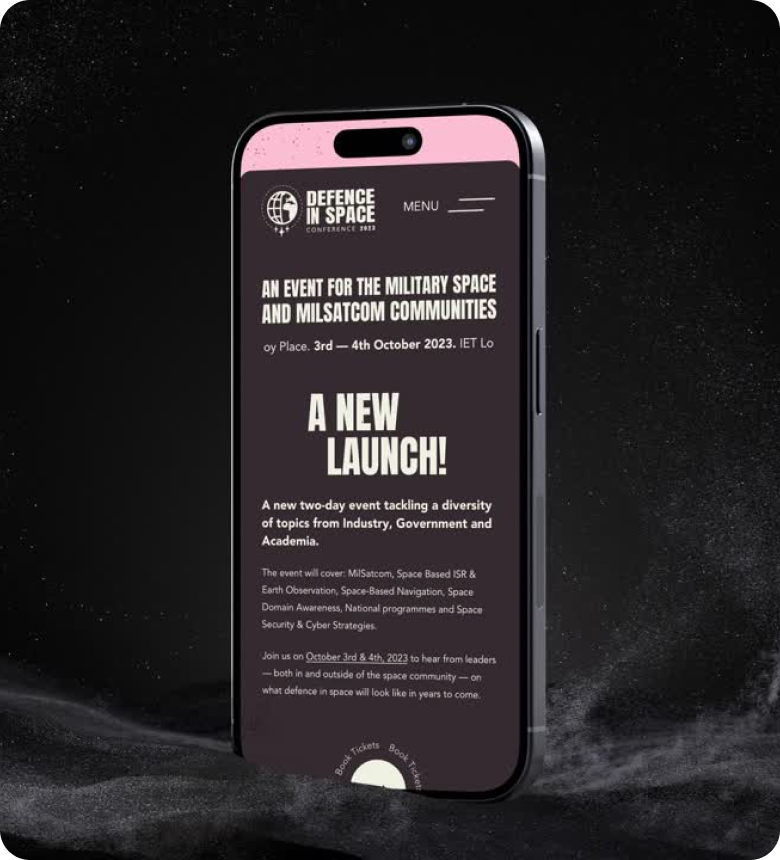 DEFENCE
IN SPACE
CONFERENCE 2023
MENU
AN EVENT FOR THE MILITARY SPACE
AND MILSATCOM COMMUNITIES
oy Place. 3rd — 4th October 2023. IET Lo
A NEW
LAUNCH!
A new two-day event tackling a diversity
of topics from Industry, Government and
Academia.
The event will cover: MilSatcom, Space Based ISR &
Earth Observation, Space-Based Navigation, Space
Domain Awareness, National programmes and Space
Security & Cyber Strategies.
Join us on October 3rd & 4th, 2023 to hear from leaders
— both in and outside of the space community — on
what defence in space will look like in years to come.
Book Tickets Book Tickets